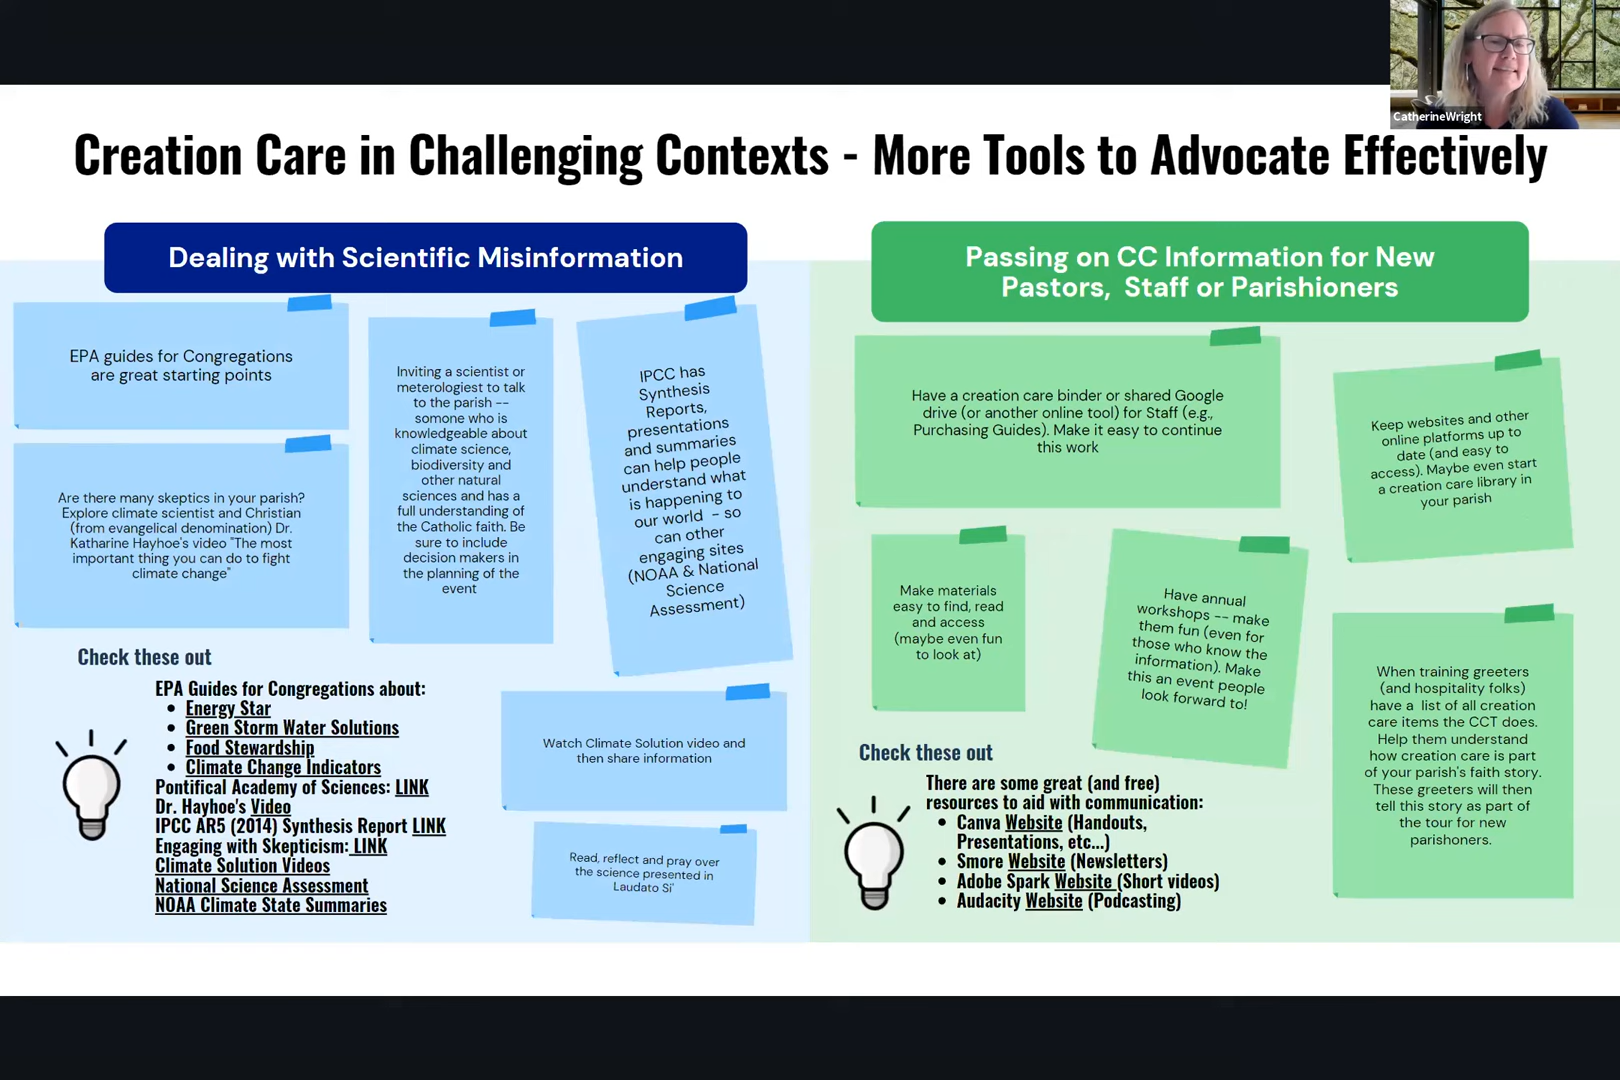 CatherineWright
Creation Care in Challenging Contexts - More Tools to Advocate Effectively
Dealing with Scientific Misinformation
EPA guides for Congregations
are great starting points
Are there many skeptics in your parish?
Explore climate scientist and Christian
(from evangelical denomination) Dr.
Katharine Hayhoe's video "The most
important thing you can do to fight
climate change"
Inviting a scientist or
meterologiest to talk
to the parish --
somone who is
knowledgeable about
climate science,
biodiversity and
other natural
sciences and has a
full understanding of
the Catholic faith. Be
sure to include
decision makers in
the planning of the
event
IPCC has
Synthesis
Reports,
presentations
and summaries
can help people
understand what
is happening to
our world - so
can other
engaging sites
(NOAA & National
Science
Assessment)
Check these out
EPA Guides for Congregations about:
• Energy Star
• Green Storm Water Solutions
• Food Stewardship
• Climate Change Indicators
Pontifical Academy of Sciences: LINK
Dr. Hayhoe's Video
IPCC AR5 (2014) Synthesis Report LINK
Engaging with Skepticism: LINK
Climate Solution Videos
National Science Assessment
NOAA Climate State Summaries
Watch Climate Solution video and
then share information
Read, reflect and pray over
the science presented in
Laudato Si'
Passing on CC Information for New
Pastors, Staff or Parishioners
Have a creation care binder or shared Google
drive (or another online tool) for Staff (e.g.,
Purchasing Guides). Make it easy to continue
this work
Keep websites and other
online platforms up to
date (and easy to
access). Maybe even start
a creation care library in
your parish
Make materials
easy to find, read
and access
(maybe even fun
to look at)
Have annual
workshops -- make
them fun (even for
those who know the
information). Make
this an event people
look forward to!
When training greeters
(and hospitality folks)
have a list of all creation
care items the CCT does.
Help them understand
how creation care is part
of your parish's faith story.
These greeters will then
tell this story as part of
the tour for new
parishoners.
Check these out
There are some great (and free)
resources to aid with communication:
• Canva Website (Handouts,
Presentations, etc...)
• Smore Website (Newsletters)
• Adobe Spark Website (Short videos)
• Audacity Website (Podcasting)